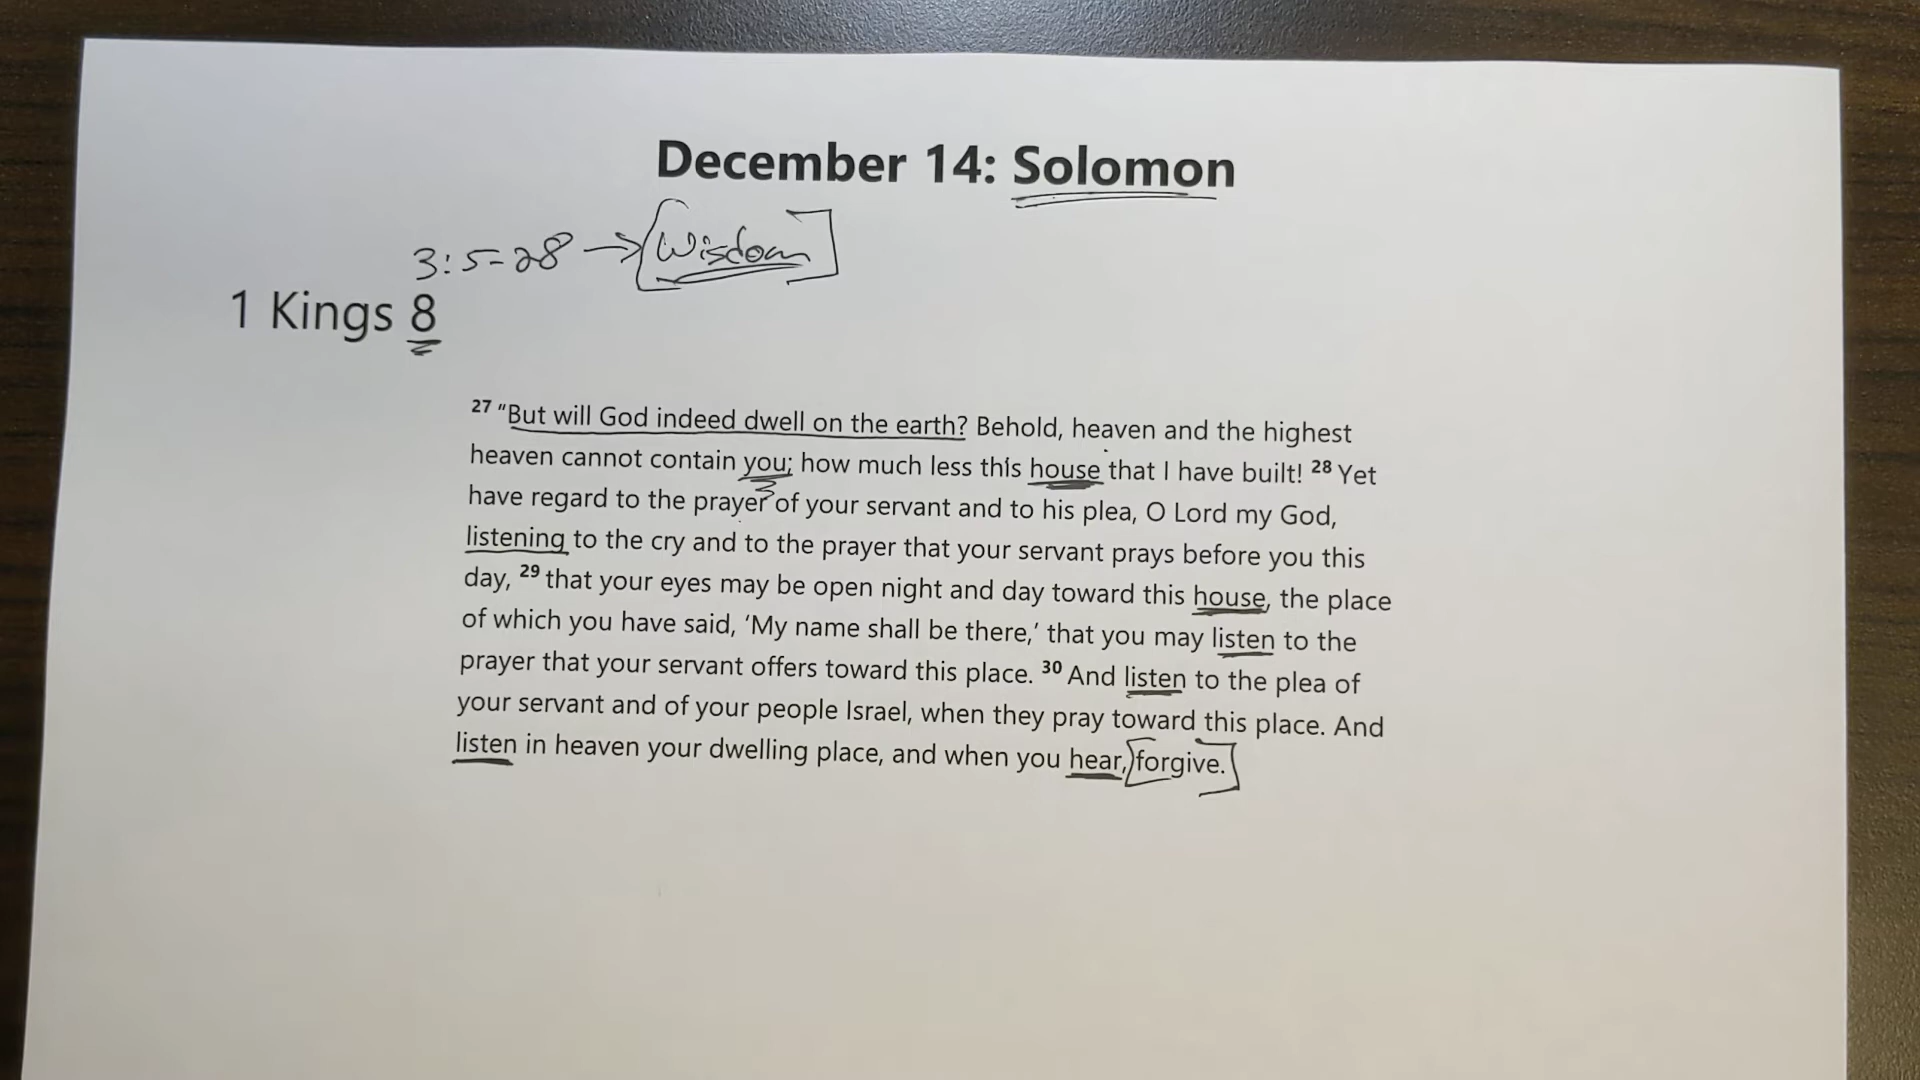 December 14: Solomon
3:5-28 → Wisdom
1 Kings 8
27 "But will God indeed dwell on the earth? Behold, heaven and the highest
heaven cannot contain you; how much less this house that I have built! 28 Yet
have regard to the prayer of your servant and to his plea, O Lord my God,
listening to the cry and to the prayer that your servant prays before you this
day, 29 that your eyes may be open night and day toward this house, the place
of which you have said, ‘My name shall be there,’ that you may listen to the
prayer that your servant offers toward this place. 30 And listen to the plea of
your servant and of your people Israel, when they pray toward this place. And
listen in heaven your dwelling place, and when you hear, forgive.